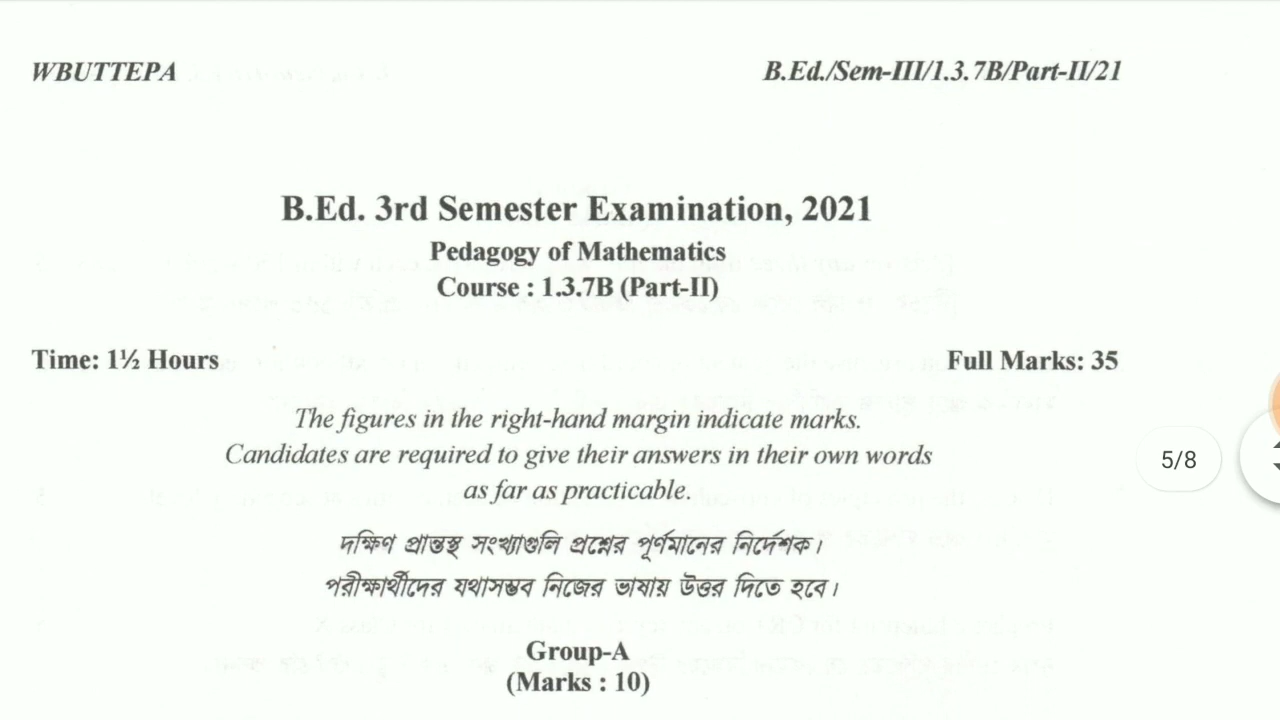 WBUTTEPA B.Ed./Sem-III/1.3.7B/Part-II/21
B.Ed. 3rd Semester Examination, 2021
Pedagogy of Mathematics
Course : 1.3.7B (Part-II)
Time: 1½ Hours Full Marks: 35
The figures in the right-hand margin indicate marks.
Candidates are required to give their answers in their own words
as far as practicable.
দক্ষিণ প্রান্তস্থ সংখ্যাগুলি প্রশ্নের পূর্ণমানের নির্দেশক।
পরীক্ষার্থীদের যথাসম্ভব নিজের ভাষায় উত্তর দিতে হবে।
5/8
Group-A
(Marks : 10)